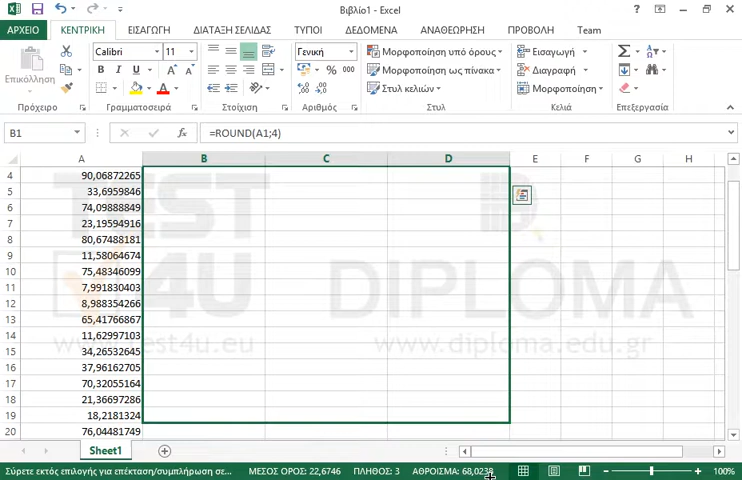 Βιβλίο1 - Excel
ΑΡΧΕΙΟ ΚΕΝΤΡΙΚΗ ΕΙΣΑΓΩΓΗ ΔΙΑΤΑΞΗ ΣΕΛΙΔΑΣ ΤΥΠΟΙ ΔΕΔΟΜΕΝΑ ΑΝΑΘΕΩΡΗΣΗ ΠΡΟΒΟΛΗ Team
Calibri 11 Γενική Μορφοποίηση υπό όρους Εισαγωγή
Επικόλληση B I U % 000 Μορφοποίηση ως πίνακα Διαγραφή
Στυλ κελιών Μορφοποίηση
Πρόχειρο Γραμματοσειρά Στοίχιση Αριθμός Στυλ Κελιά Επεξεργασία
B1 fx =ROUND(A1;4)
A B C D E F G H
4 90,06872265
5 33,6959846
6 74,09888849
7 23,19594916
8 80,67488181
9 11,58064674
10 75,48346099
11 7,991830403
12 8,988354266
13 65,41766867
14 11,62997103
15 34,26532645
16 37,96162705
17 70,32055164
18 21,36697286
19 18,2181324
20 76,04481749
TEST 4U DIPLOMA
www.test4u.eu www.diploma.edu.gr
Sheet1
Σύρετε εκτός επιλογής για επέκταση/συμπλήρωση σε... ΜΕΣΟΣ ΟΡΟΣ: 22,6746 ΠΛΗΘΟΣ: 3 ΑΘΡΟΙΣΜΑ: 68,0238 100%